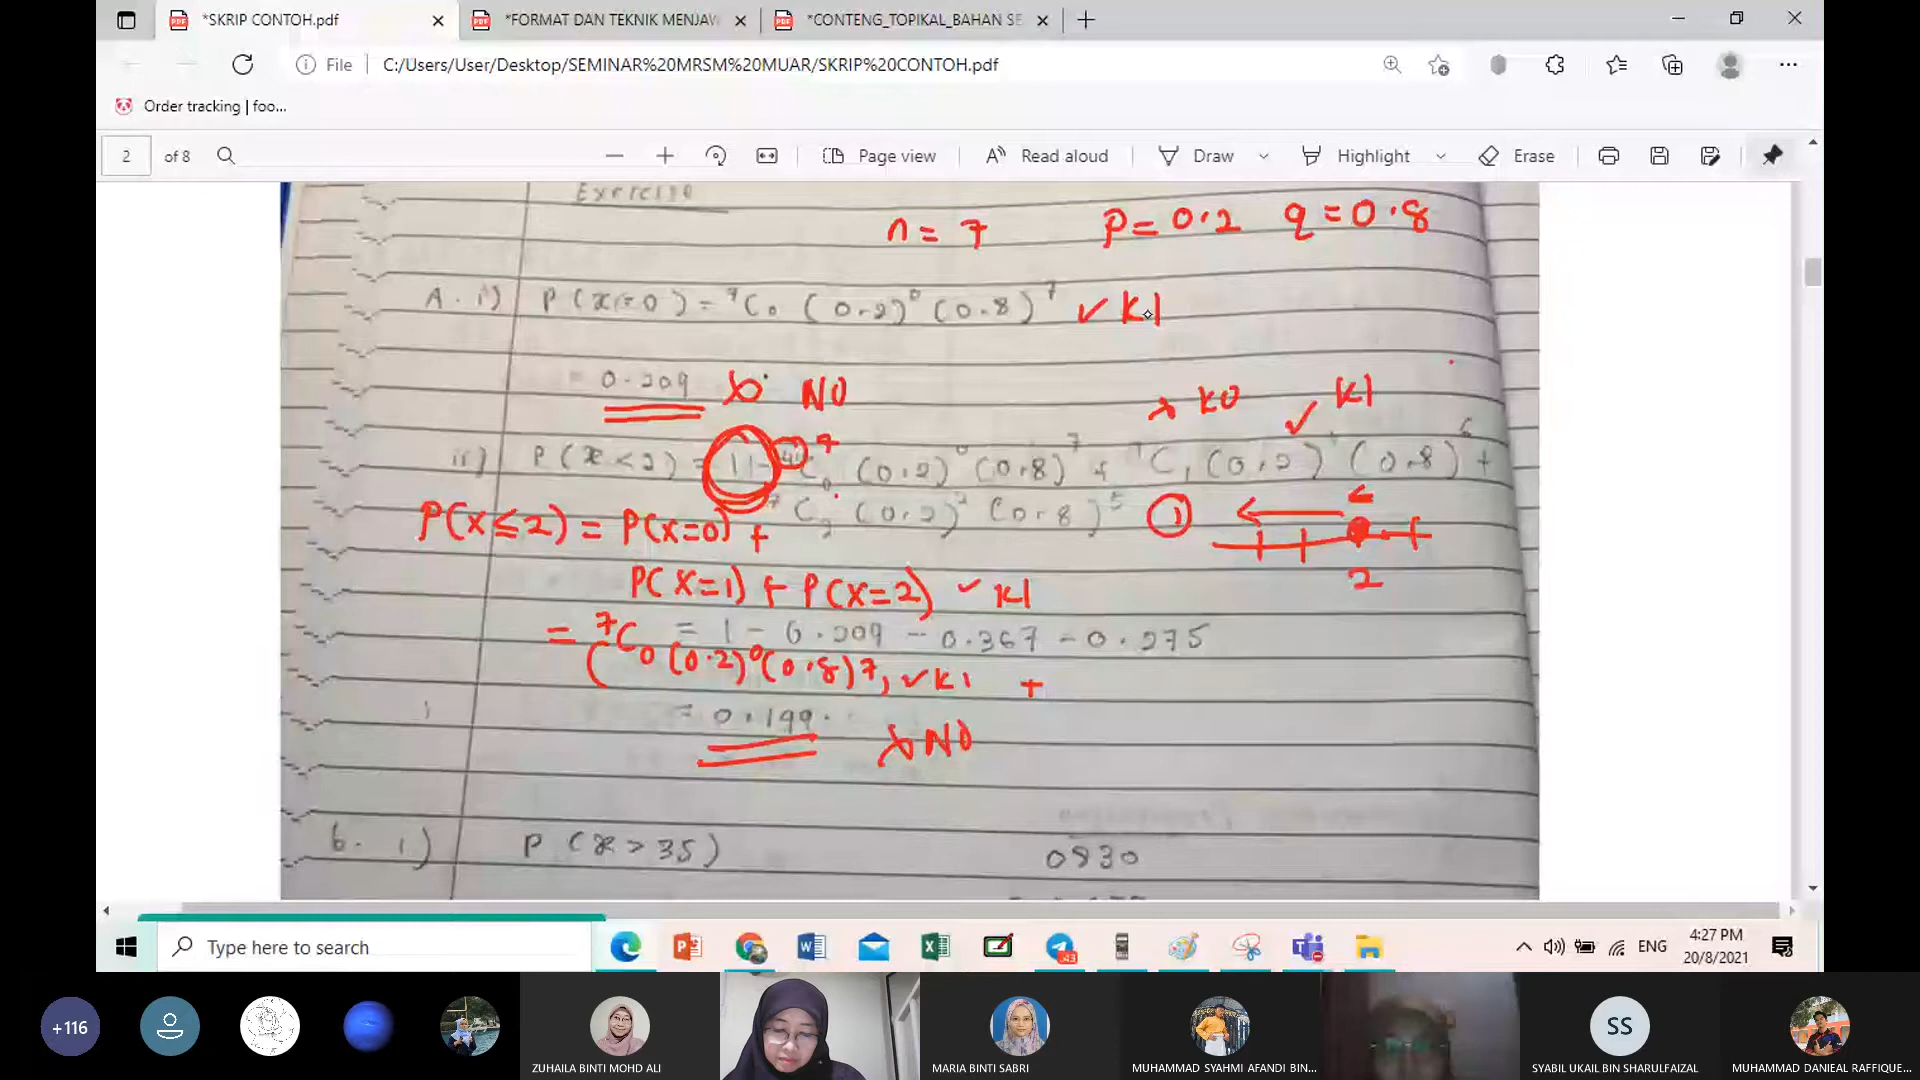 *SKRIP CONTOH.pdf
*FORMAT DAN TEKNIK MENJAW
*CONTENG_TOPIKAL_BAHAN SE
File C:/Users/User/Desktop/SEMINAR%20MRSM%20MUAR/SKRIP%20CONTOH.pdf
Order tracking | foo...
2 of 8 Page view Read aloud Draw Highlight Erase
Exercise
n = 7 p = 0.2 q = 0.8
A. i) P(x=0) = ⁷C₀ (0.2)⁰ (0.8)⁷ ✓ K1
= 0.209 N0
K0 ✓ K1
ii) P(x<2) = 1 - ⁷C₀ (0.2)⁰ (0.8)⁷ + ⁷C₁ (0.2)¹ (0.8)⁶ +
⁷C₂ (0.2)² (0.8)⁵ ①
P(X≤2) = P(X=0) +
2
P(X=1) + P(X=2) ✓ K1
= 1 - 0.209 - 0.367 - 0.275
= ⁷C₀ (0.2)⁰ (0.8)⁷, ✓ K1 +
= 0.199. N0
b. i) P(x > 35) 0830
Type here to search
43
ENG
4:27 PM
20/8/2021
+116
ZUHAILA BINTI MOHD ALI
MARIA BINTI SABRI
MUHAMMAD SYAHMI AFANDI BIN...
SS
SYABIL UKAIL BIN SHARULFAIZAL
MUHAMMAD DANIEAL RAFFIQUE...